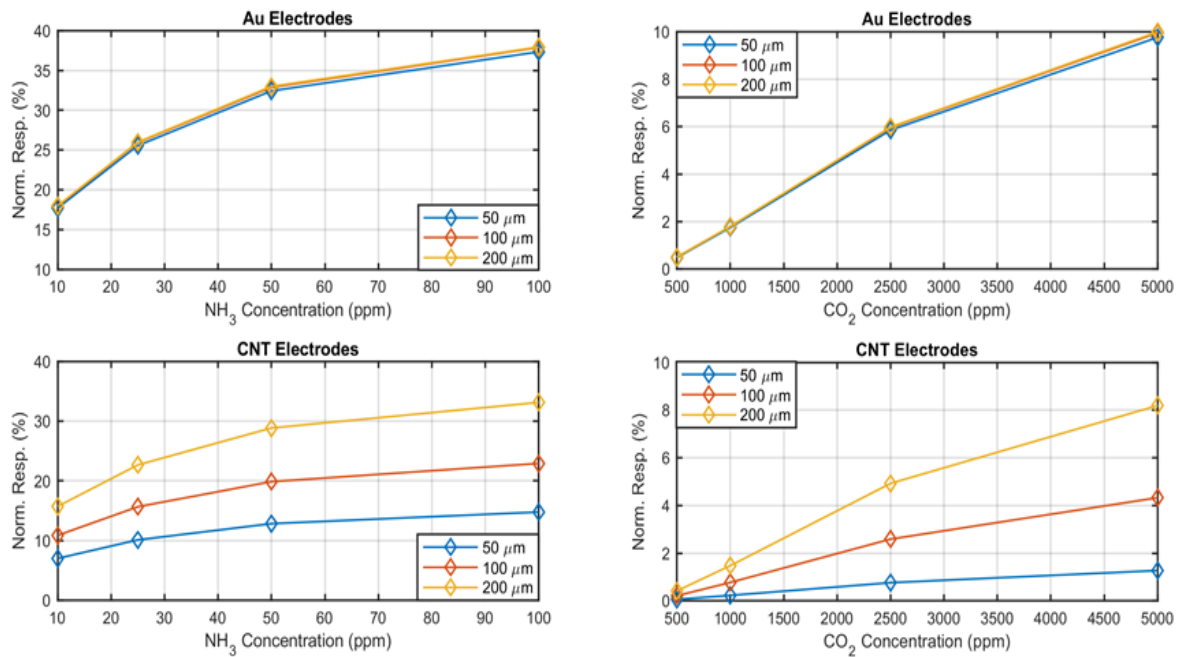 Au Electrodes
40
35
30
25
20
15
10
Norm. Resp. (%)
50 μm
100 μm
200 μm
10 20 30 40 50 60 70 80 90 100
NH3 Concentration (ppm)
Au Electrodes
10
8
6
4
2
0
Norm. Resp. (%)
50 μm
100 μm
200 μm
500 1000 1500 2000 2500 3000 3500 4000 4500 5000
CO2 Concentration (ppm)
CNT Electrodes
40
30
20
10
0
Norm. Resp. (%)
50 μm
100 μm
200 μm
10 20 30 40 50 60 70 80 90 100
NH3 Concentration (ppm)
CNT Electrodes
10
8
6
4
2
0
Norm. Resp. (%)
50 μm
100 μm
200 μm
500 1000 1500 2000 2500 3000 3500 4000 4500 5000
CO2 Concentration (ppm)